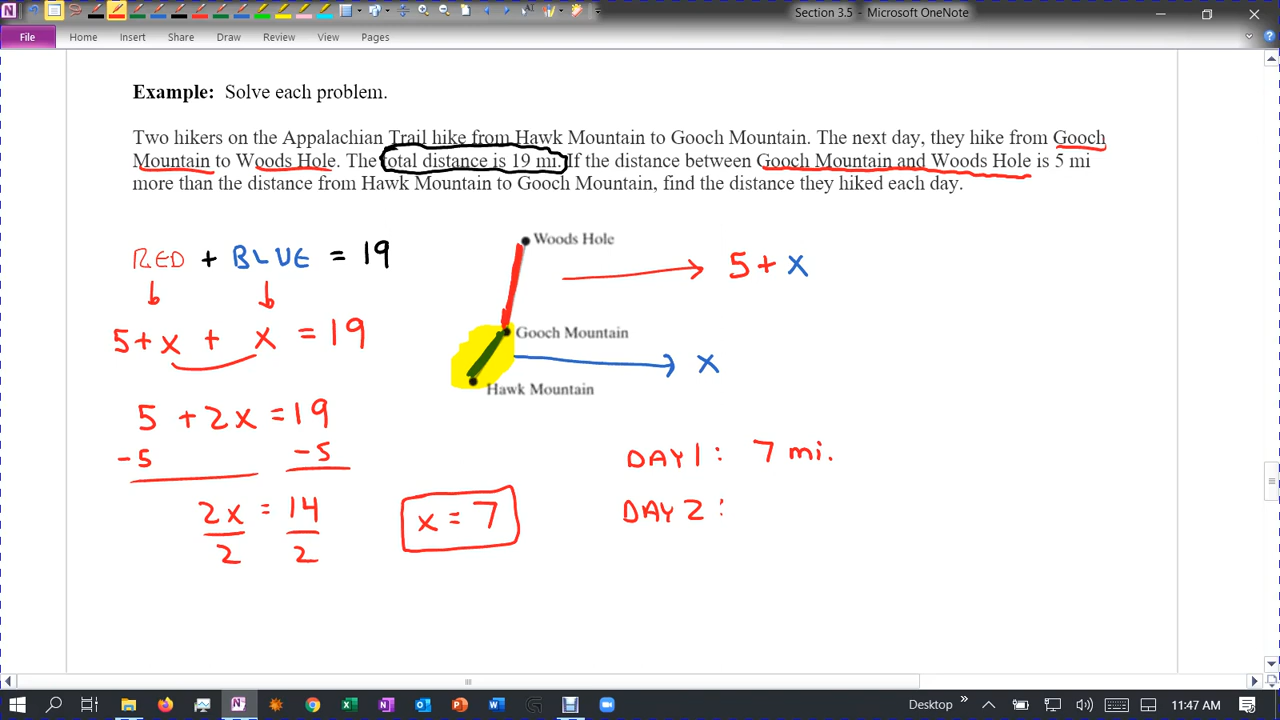 Section 3.5 - Microsoft OneNote
File Home Insert Share Draw Review View Pages
Example: Solve each problem.
Two hikers on the Appalachian Trail hike from Hawk Mountain to Gooch Mountain. The next day, they hike from Gooch
Mountain to Woods Hole. The total distance is 19 mi. If the distance between Gooch Mountain and Woods Hole is 5 mi
more than the distance from Hawk Mountain to Gooch Mountain, find the distance they hiked each day.
RED + BLUE = 19
5+x + x = 19
5 + 2x = 19
-5 -5
2x = 14
2 2
x = 7
Woods Hole
5 + x
Gooch Mountain
x
Hawk Mountain
DAY 1: 7 mi.
DAY 2:
Desktop
11:47 AM